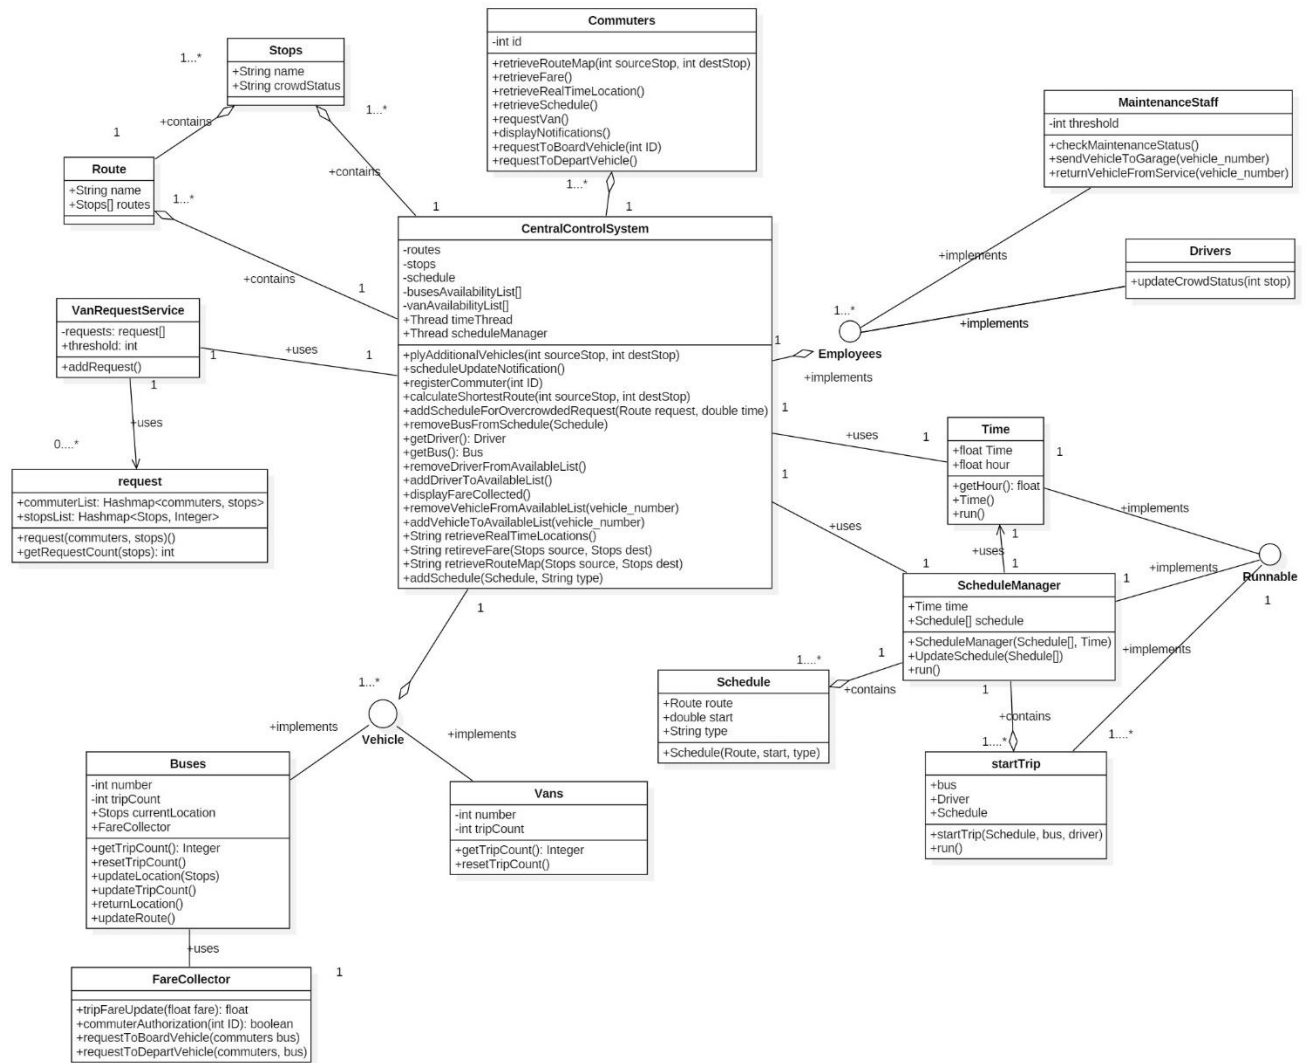 Commuters
-int id
+retrieveRouteMap(int sourceStop, int destStop)
+retrieveFare()
+retrieveRealTimeLocation()
+retrieveSchedule()
+requestVan()
+displayNotifications()
+requestToBoardVehicle(int ID)
+requestToDepartVehicle()
1...*
1
Stops
+String name
+String crowdStatus
1...*
1...*
+contains
1
+contains
1
Route
+String name
+Stops[] routes
1...*
+contains
1
MaintenanceStaff
-int threshold
+checkMaintenanceStatus()
+sendVehicleToGarage(vehicle_number)
+returnVehicleFromService(vehicle_number)
+implements
Drivers
+updateCrowdStatus(int stop)
+implements
1...*
Employees
1
+implements
CentralControlSystem
-routes
-stops
-schedule
-busesAvailabilityList[]
-vanAvailabilityList[]
+Thread timeThread
+Thread scheduleManager
+plyAdditionalVehicles(int sourceStop, int destStop)
+scheduleUpdateNotification()
+registerCommuter(int ID)
+calculateShortestRoute(int sourceStop, int destStop)
+addScheduleForOvercrowdedRequest(Route request, double time)
+removeBusFromSchedule(Schedule)
+getDriver(): Driver
+getBus(): Bus
+removeDriverFromAvailableList()
+addDriverToAvailableList()
+displayFareCollected()
+removeVehicleFromAvailableList(vehicle_number)
+addVehicleToAvailableList(vehicle_number)
+String retrieveRealTimeLocations()
+String retireveFare(Stops source, Stops dest)
+String retrieveRouteMap(Stops source, Stops dest)
+addSchedule(Schedule, String type)
VanRequestService
-requests: request[]
+threshold: int
+addRequest()
1
+uses
1
1
+uses
0....*
request
+commuterList: Hashmap<commuters, stops>
+stopsList: Hashmap<Stops, Integer>
+request(commuters, stops)()
+getRequestCount(stops): int
1
+uses
1
Time
+float Time
+float hour
+getHour(): float
+Time()
+run()
1
+implements
1
+uses
1
1
+uses
1
ScheduleManager
+Time time
+Schedule[] schedule
+ScheduleManager(Schedule[], Time)
+UpdateSchedule(Shedule[])
+run()
1
+implements
Runnable
1
+implements
1....*
1
+contains
1....*
Schedule
+Route route
+double start
+String type
+Schedule(Route, start, type)
1
+contains
1....*
startTrip
+bus
+Driver
+Schedule
+startTrip(Schedule, bus, driver)
+run()
1
1...*
Vehicle
+implements
+implements
Buses
-int number
-int tripCount
+Stops currentLocation
+FareCollector
+getTripCount(): Integer
+resetTripCount()
+updateLocation(Stops)
+updateTripCount()
+returnLocation()
+updateRoute()
Vans
-int number
-int tripCount
+getTripCount(): Integer
+resetTripCount()
+uses
1
FareCollector
+tripFareUpdate(float fare): float
+commuterAuthorization(int ID): boolean
+requestToBoardVehicle(commuters bus)
+requestToDepartVehicle(commuters, bus)